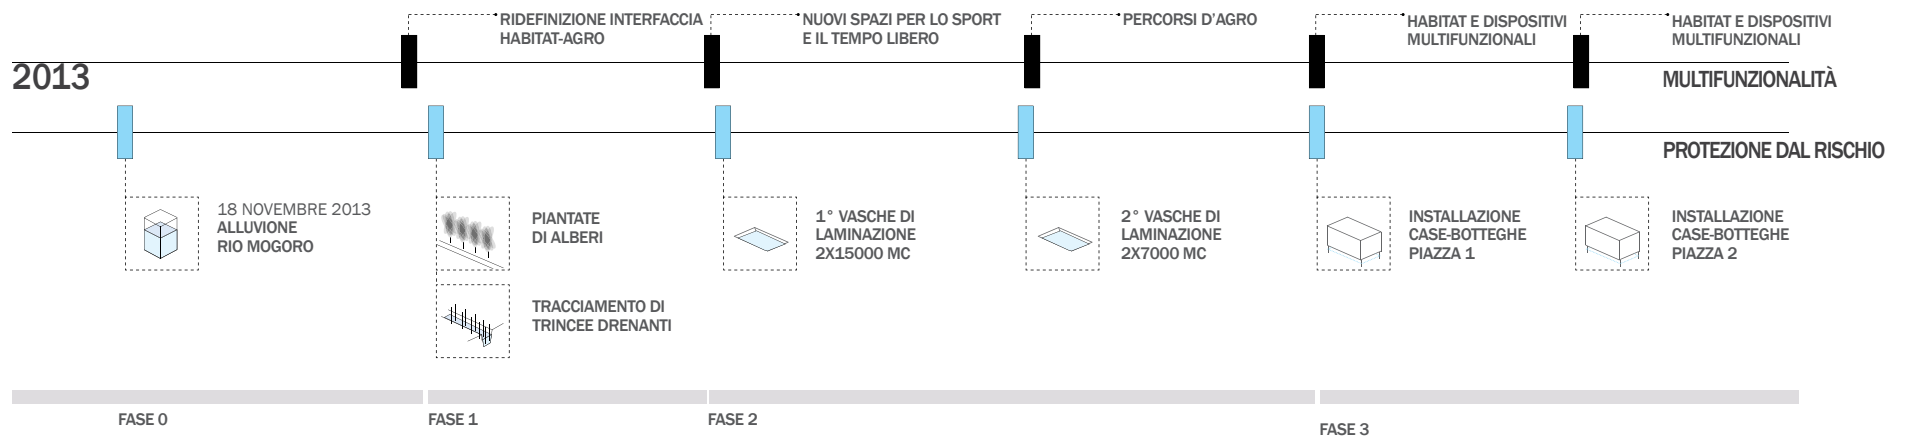 RIDEFINIZIONE INTERFACCIA
HABITAT-AGRO
NUOVI SPAZI PER LO SPORT
E IL TEMPO LIBERO
PERCORSI D'AGRO
HABITAT E DISPOSITIVI
MULTIFUNZIONALI
HABITAT E DISPOSITIVI
MULTIFUNZIONALI
2013
MULTIFUNZIONALITÀ
PROTEZIONE DAL RISCHIO
18 NOVEMBRE 2013
ALLUVIONE
RIO MOGORO
PIANTATE
DI ALBERI
TRACCIAMENTO DI
TRINCEE DRENANTI
1° VASCHE DI
LAMINAZIONE
2X15000 MC
2° VASCHE DI
LAMINAZIONE
2X7000 MC
INSTALLAZIONE
CASE-BOTTEGHE
PIAZZA 1
INSTALLAZIONE
CASE-BOTTEGHE
PIAZZA 2
FASE 0
FASE 1
FASE 2
FASE 3